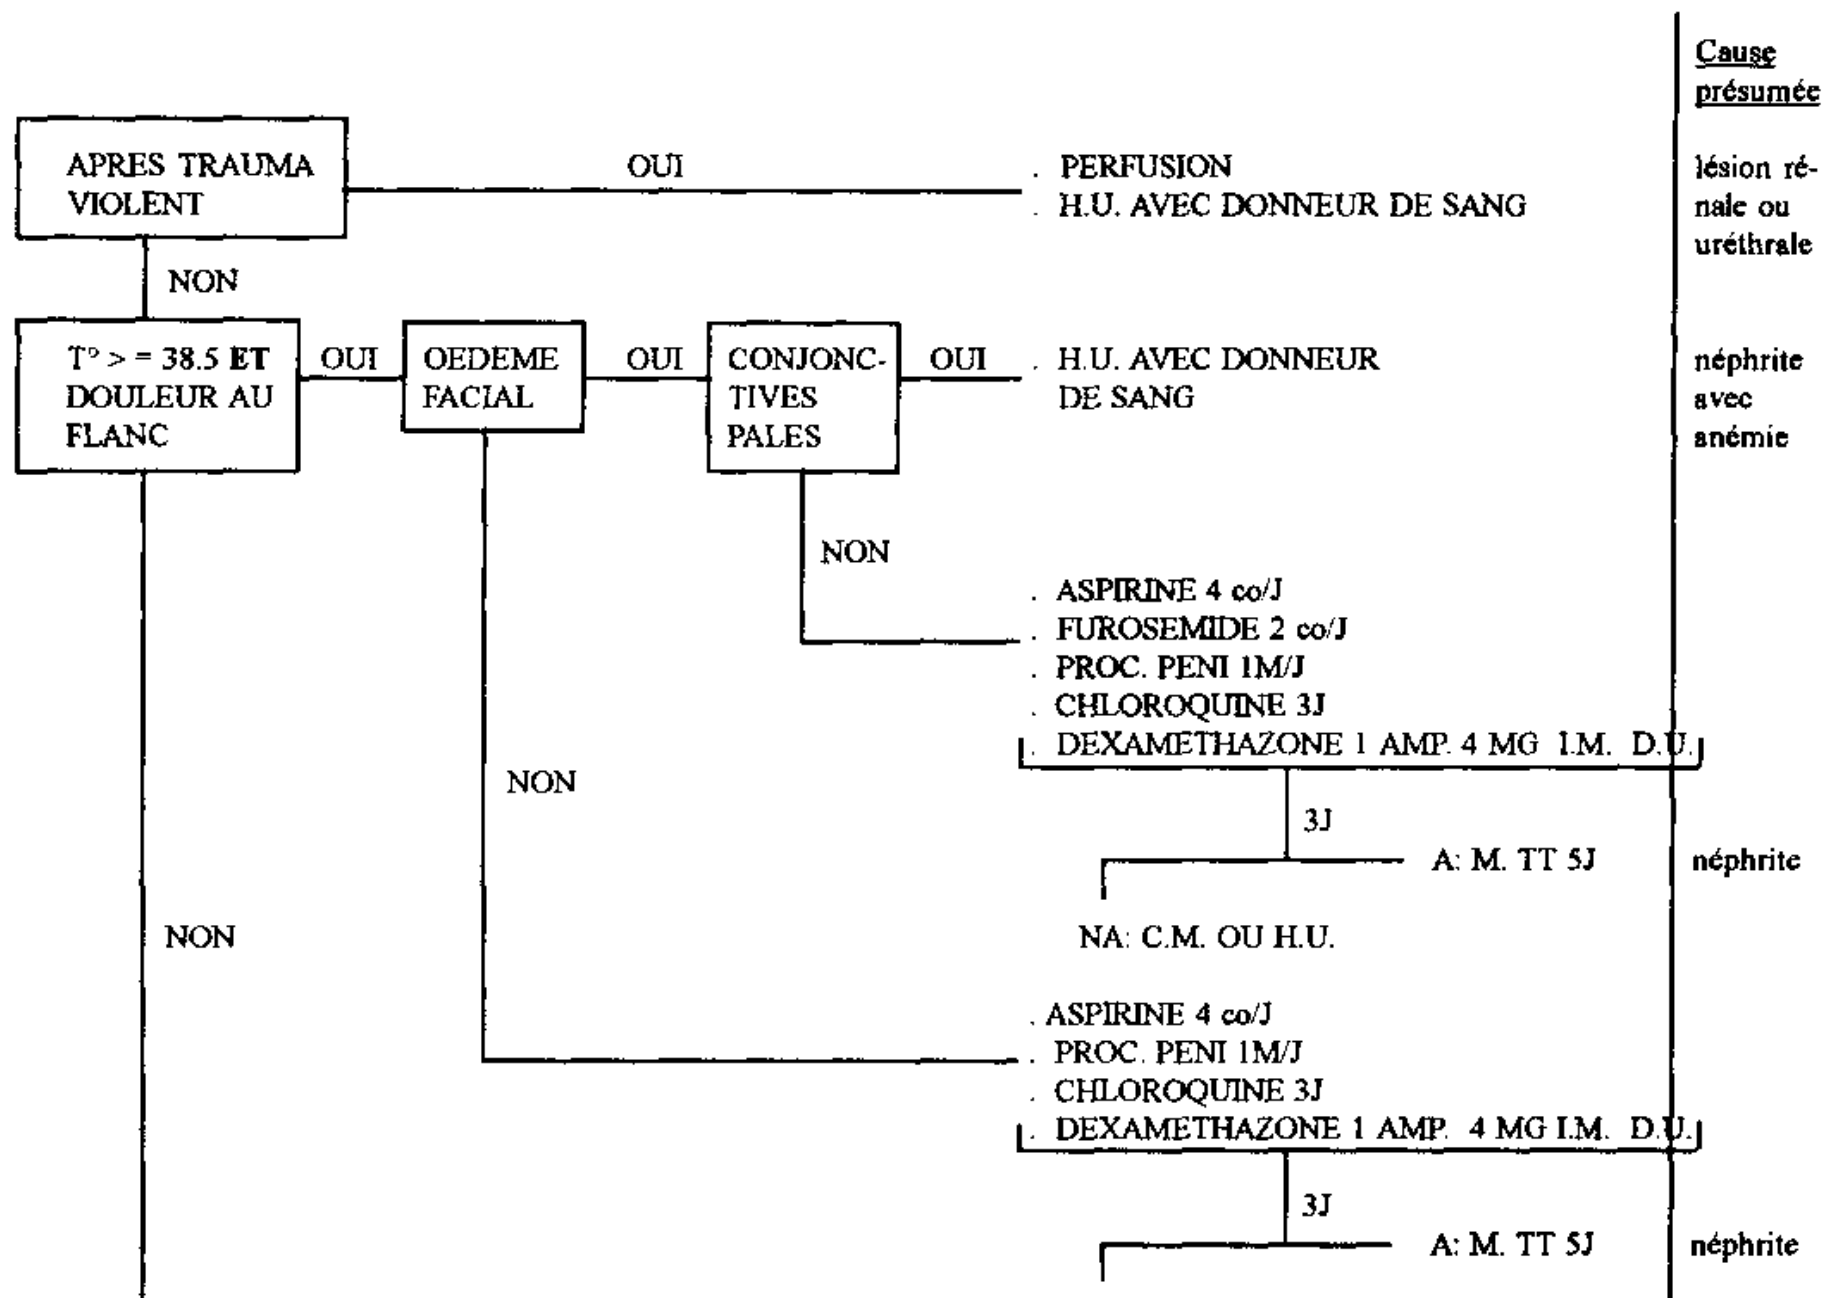 Cause
présumée
APRES TRAUMA
VIOLENT
OUI
. PERFUSION
. H.U. AVEC DONNEUR DE SANG
lésion ré-
nale ou
uréthrale
NON
T° > = 38.5 ET
DOULEUR AU
FLANC
OUI
OEDEME
FACIAL
OUI
CONJONC-
TIVES
PALES
OUI
. H.U. AVEC DONNEUR
DE SANG
néphrite
avec
anémie
NON
. ASPIRINE 4 co/J
. FUROSEMIDE 2 co/J
. PROC. PENI 1M/J
. CHLOROQUINE 3J
. DEXAMETHAZONE 1 AMP. 4 MG I.M. D.U.
NON
3J
A: M. TT 5J
néphrite
NON
NA: C.M. OU H.U.
. ASPIRINE 4 co/J
. PROC. PENI 1M/J
. CHLOROQUINE 3J
. DEXAMETHAZONE 1 AMP. 4 MG I.M. D.U.
3J
A: M. TT 5J
néphrite